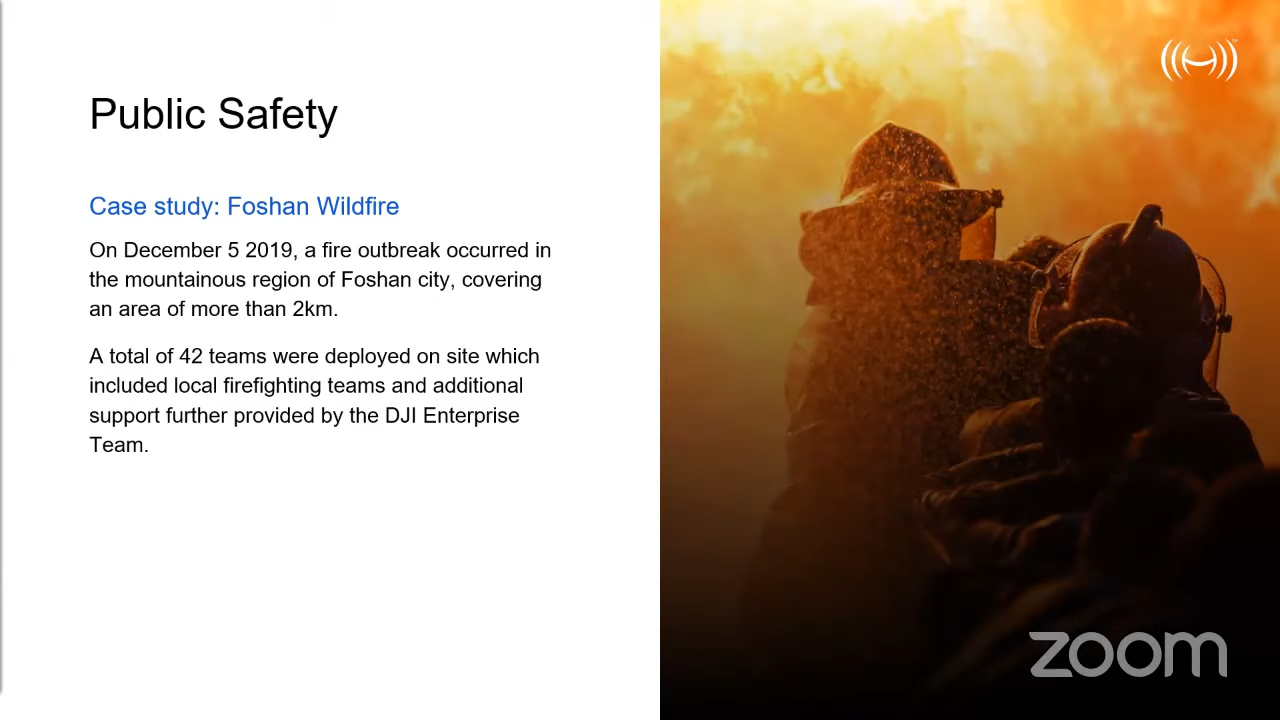 Public Safety
Case study: Foshan Wildfire
On December 5 2019, a fire outbreak occurred in
the mountainous region of Foshan city, covering
an area of more than 2km.
A total of 42 teams were deployed on site which
included local firefighting teams and additional
support further provided by the DJI Enterprise
Team.
zoom